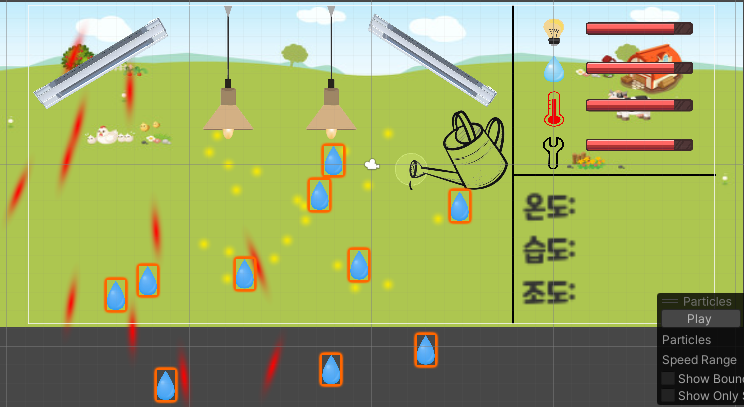 온도:
습도:
조도:
Particles
Play
Particles
Speed Range
Show Bound
Show Only S